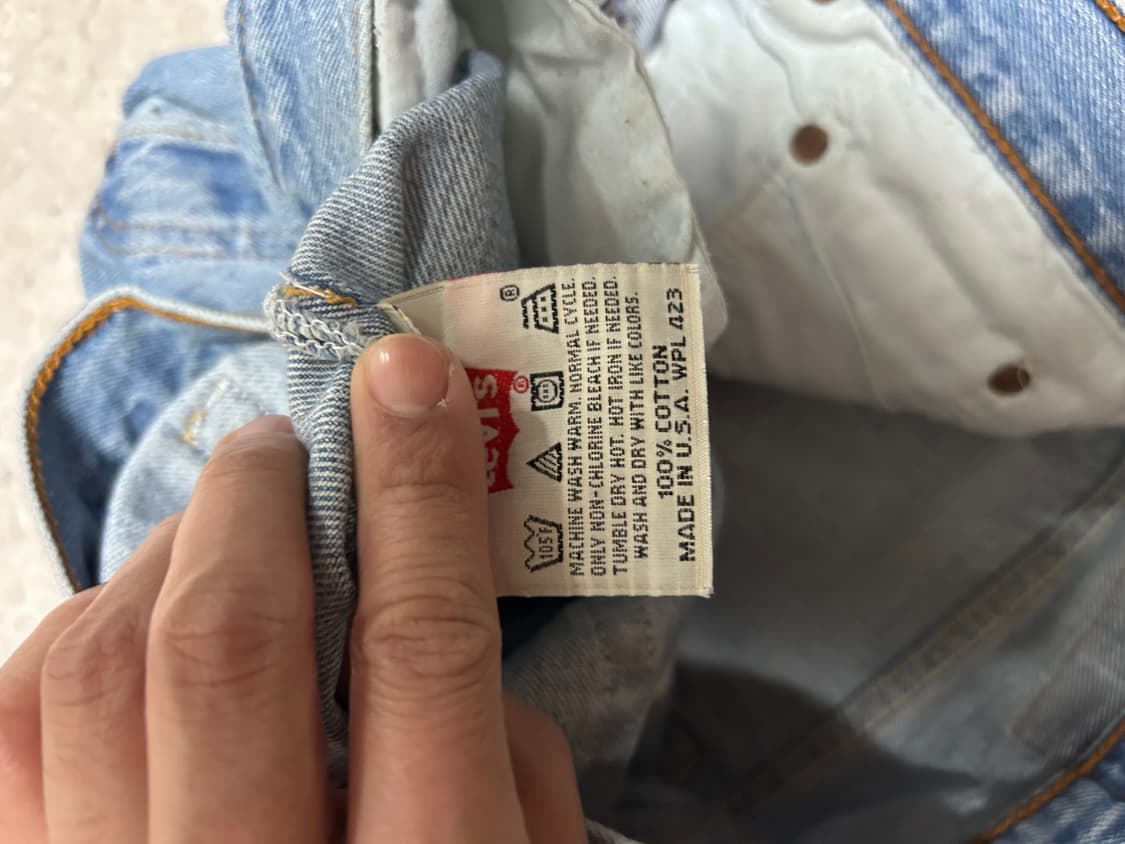 LEVI'S ®
105F
®
MACHINE WASH WARM, NORMAL CYCLE.
ONLY NON-CHLORINE BLEACH IF NEEDED.
TUMBLE DRY HOT. HOT IRON IF NEEDED.
WASH AND DRY WITH LIKE COLORS.
100% COTTON
MADE IN U.S.A. WPL 423